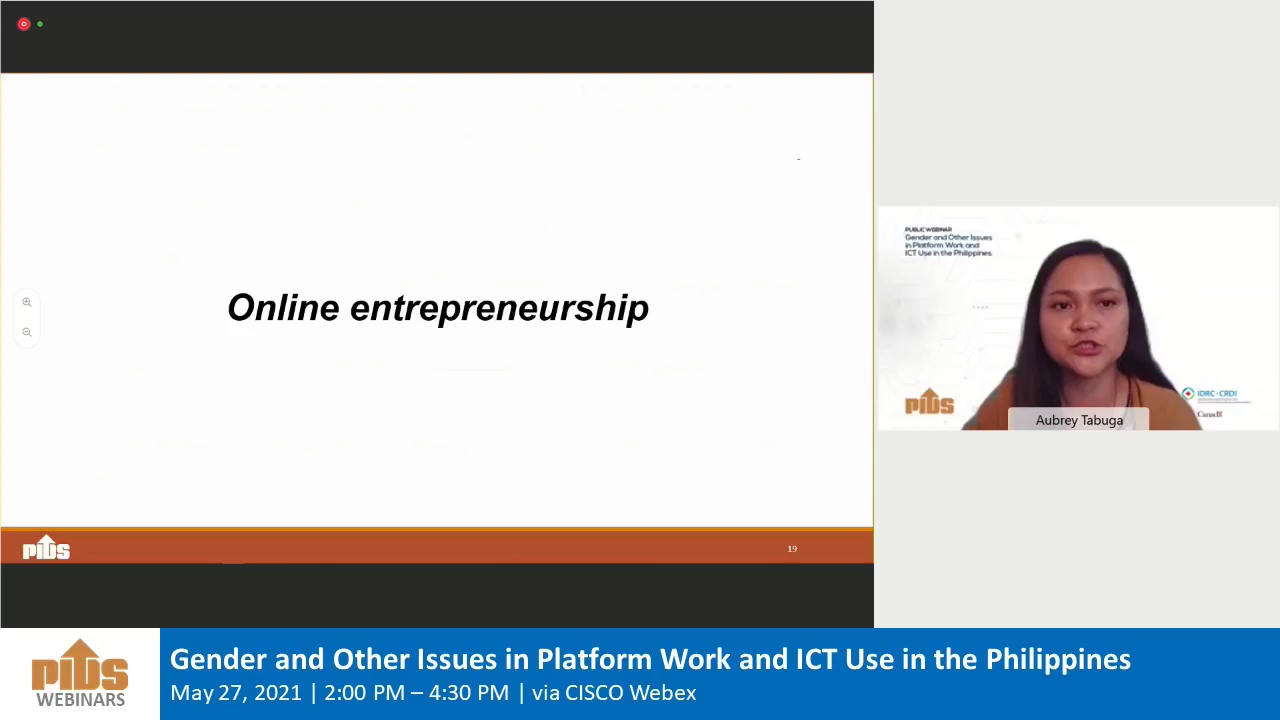 Online entrepreneurship
PIDS
19
PUBLIC WEBINAR
Gender and Other Issues
in Platform Work and
ICT Use in the Philippines
PIDS
IDRC · CRDI
Canada
Aubrey Tabuga
PIDS
WEBINARS
Gender and Other Issues in Platform Work and ICT Use in the Philippines
May 27, 2021 | 2:00 PM – 4:30 PM | via CISCO Webex